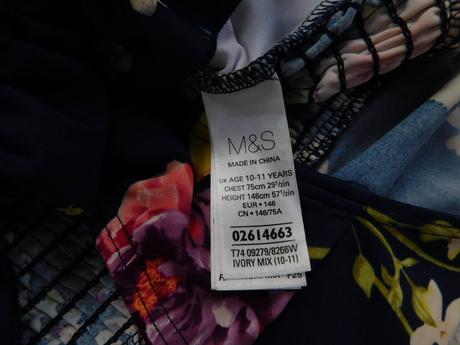 M&S
MADE IN CHINA
UK AGE 10-11 YEARS
CHEST 75cm 29½in
HEIGHT 146cm 57½in
EUR • 146
CN • 146/75A
02614663
T74 09279/8266W
IVORY MIX (10-11)
F25